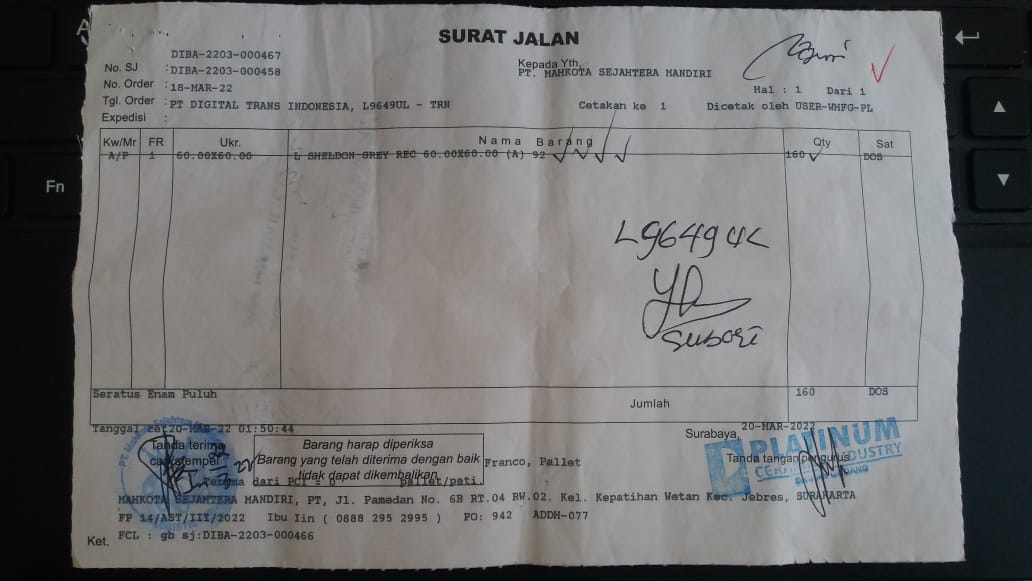 SURAT JALAN
DIBA-2203-000467
No. SJ : DIBA-2203-000458
Kepada Yth,
PT. MAHKOTA SEJAHTERA MANDIRI
No. Order : 18-MAR-22
Hal : 1 Dari 1
Tgl. Order : PT DIGITAL TRANS INDONESIA, L9649UL - TRN
Cetakan ke 1 Dicetak oleh USER-WHFG-PL
Expedisi :
Kw/Mr FR Ukr. Nama Barang Qty Sat
A/P 1 60.00X60.00 L SHELDON GREY REC 60.00X60.00 (A) 92 160 DOS
L9649UL
Subori
Seratus Enam Puluh 160 DOS
Jumlah
Tanggal cet 20-MAR-22 01:50:44
Surabaya, 20-MAR-2022
Tanda terima
cap/stempel
Barang harap diperiksa
Barang yang telah diterima dengan baik
tidak dapat dikembalikan
Franco, Pallet
PLATINUM
CERAMICS INDUSTRY
Tanda tangan pengurus
Terima dari PCI = 0 pallet/peti.
MAHKOTA SEJAHTERA MANDIRI, PT, Jl. Pamedan No. 6B RT.04 RW.02. Kel. Kepatihan Wetan Kec. Jebres, SURAKARTA
FP 14/AST/III/2022 Ibu Iin ( 0888 295 2995 ) PO: 942 ADDH-077
Ket. FCL : gb sj:DIBA-2203-000466
Fn